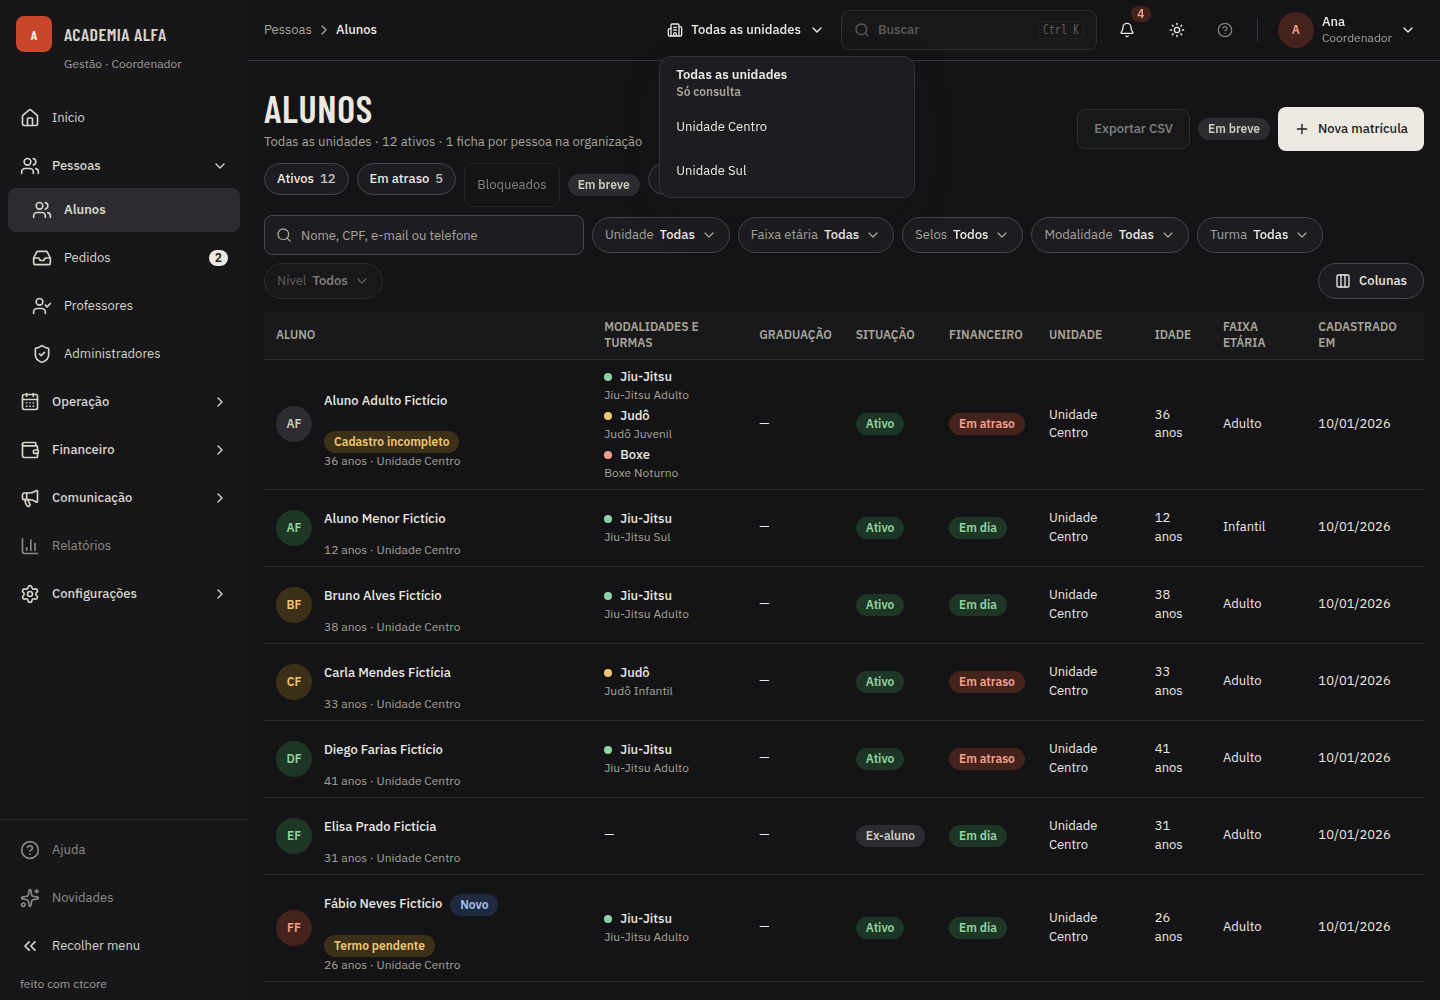 A
ACADEMIA ALFA
Gestão · Coordenador
Início
Pessoas
Alunos
Pedidos
2
Professores
Administradores
Operação
Financeiro
Comunicação
Relatórios
Configurações
Ajuda
Novidades
Recolher menu
feito com ctcore
Pessoas
Alunos
Todas as unidades
Buscar
Ctrl K
4
A
Ana
Coordenador
Todas as unidades
Só consulta
Unidade Centro
Unidade Sul
ALUNOS
Todas as unidades · 12 ativos · 1 ficha por pessoa na organização
Exportar CSV
Em breve
Nova matrícula
Ativos 12
Em atraso 5
Bloqueados
Em breve
Nome, CPF, e-mail ou telefone
Unidade Todas
Faixa etária Todas
Selos Todos
Modalidade Todas
Turma Todas
Nível Todos
Colunas
ALUNO
MODALIDADES E
TURMAS
GRADUAÇÃO
SITUAÇÃO
FINANCEIRO
UNIDADE
IDADE
FAIXA
ETÁRIA
CADASTRADO
EM
AF
Aluno Adulto Fictício
Cadastro incompleto
36 anos · Unidade Centro
Jiu-Jitsu
Jiu-Jitsu Adulto
Judô
Judô Juvenil
Boxe
Boxe Noturno
—
Ativo
Em atraso
Unidade
Centro
36
anos
Adulto
10/01/2026
AF
Aluno Menor Fictício
12 anos · Unidade Centro
Jiu-Jitsu
Jiu-Jitsu Sul
—
Ativo
Em dia
Unidade
Centro
12
anos
Infantil
10/01/2026
BF
Bruno Alves Fictício
38 anos · Unidade Centro
Jiu-Jitsu
Jiu-Jitsu Adulto
—
Ativo
Em dia
Unidade
Centro
38
anos
Adulto
10/01/2026
CF
Carla Mendes Fictícia
33 anos · Unidade Centro
Judô
Judô Infantil
—
Ativo
Em atraso
Unidade
Centro
33
anos
Adulto
10/01/2026
DF
Diego Farias Fictício
41 anos · Unidade Centro
Jiu-Jitsu
Jiu-Jitsu Adulto
—
Ativo
Em atraso
Unidade
Centro
41
anos
Adulto
10/01/2026
EF
Elisa Prado Fictícia
31 anos · Unidade Centro
—
—
Ex-aluno
Em dia
Unidade
Centro
31
anos
Adulto
10/01/2026
FF
Fábio Neves Fictício
Novo
Termo pendente
26 anos · Unidade Centro
Jiu-Jitsu
Jiu-Jitsu Adulto
—
Ativo
Em dia
Unidade
Centro
26
anos
Adulto
10/01/2026